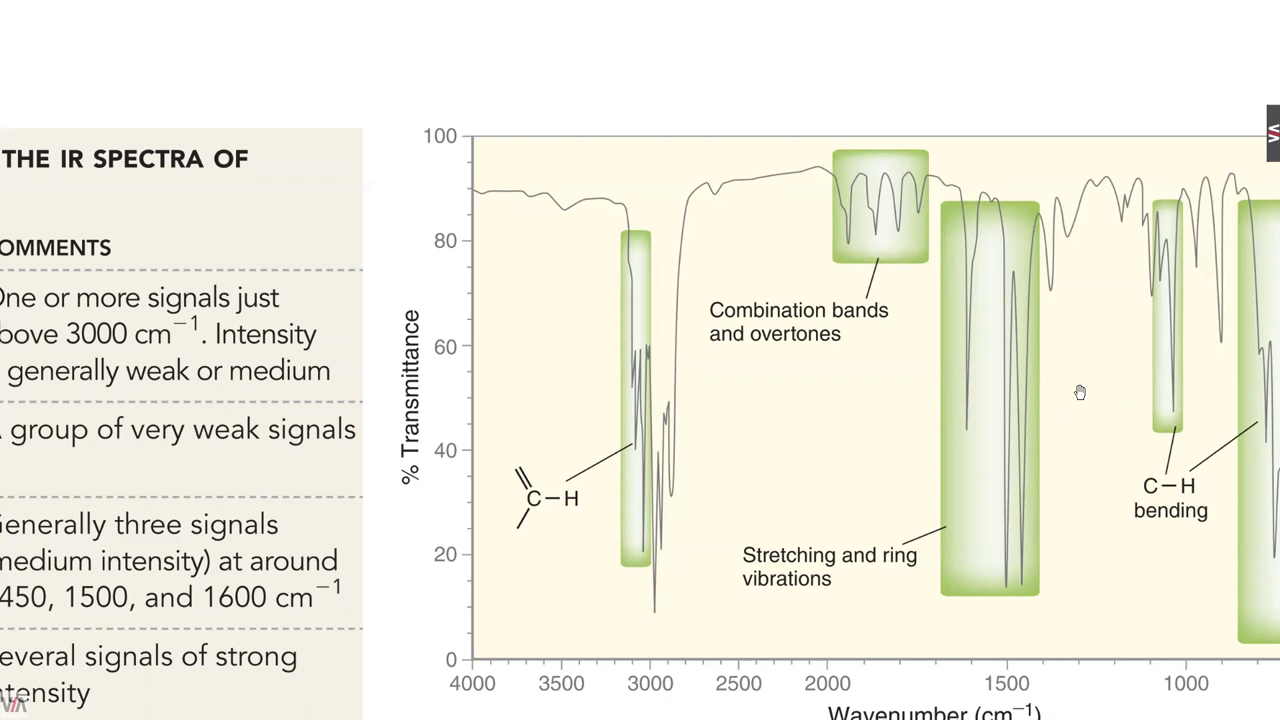 THE IR SPECTRA OF
OMMENTS
One or more signals just
bove 3000 cm⁻¹. Intensity
generally weak or medium
group of very weak signals
Generally three signals
medium intensity) at around
450, 1500, and 1600 cm⁻¹
everal signals of strong
ntensity
100
80
60
40
20
0
% Transmittance
Combination bands
and overtones
C–H
Stretching and ring
vibrations
C–H
bending
4000 3500 3000 2500 2000 1500 1000
Wavenumber (cm⁻¹)